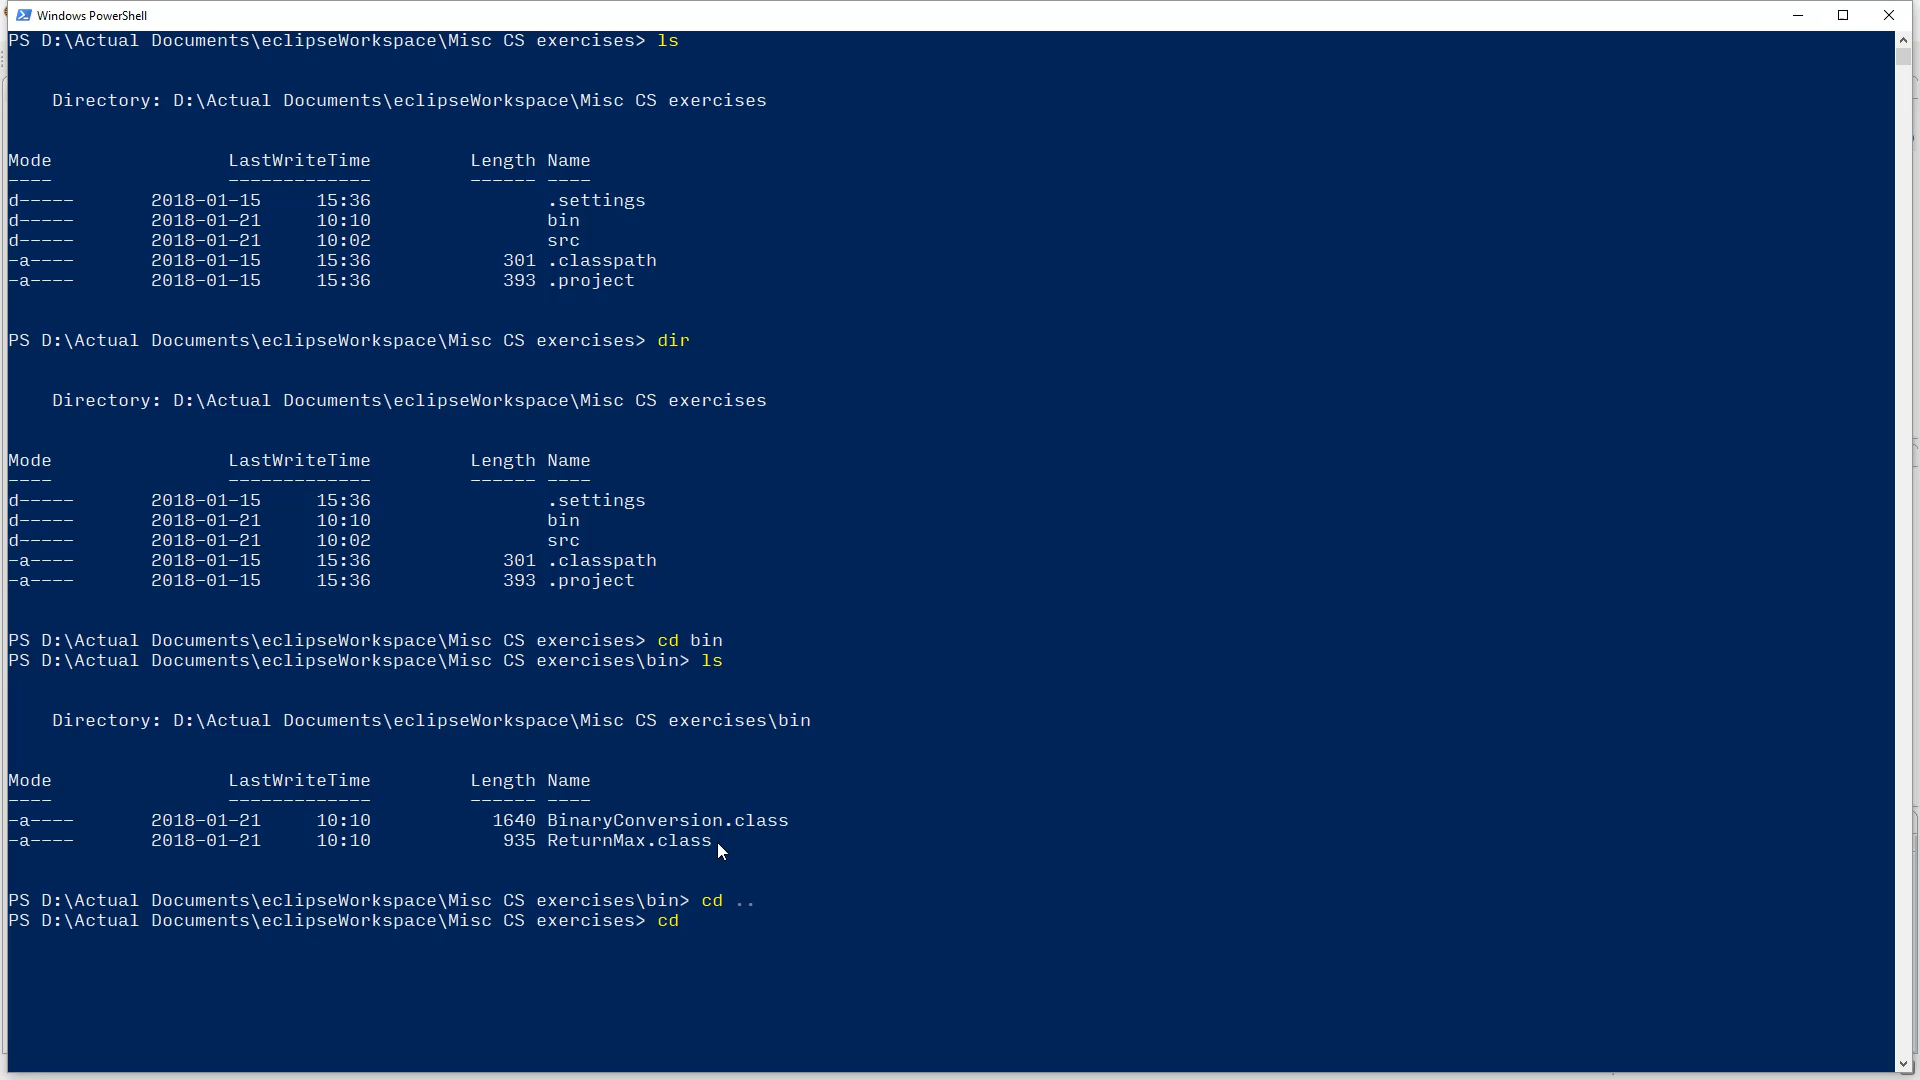 Windows PowerShell
PS D:\Actual Documents\eclipseWorkspace\Misc CS exercises> ls
Directory: D:\Actual Documents\eclipseWorkspace\Misc CS exercises
Mode LastWriteTime Length Name
---- ------------- ------ ----
d----- 2018-01-15 15:36 .settings
d----- 2018-01-21 10:10 bin
d----- 2018-01-21 10:02 src
-a---- 2018-01-15 15:36 301 .classpath
-a---- 2018-01-15 15:36 393 .project
PS D:\Actual Documents\eclipseWorkspace\Misc CS exercises> dir
Directory: D:\Actual Documents\eclipseWorkspace\Misc CS exercises
Mode LastWriteTime Length Name
---- ------------- ------ ----
d----- 2018-01-15 15:36 .settings
d----- 2018-01-21 10:10 bin
d----- 2018-01-21 10:02 src
-a---- 2018-01-15 15:36 301 .classpath
-a---- 2018-01-15 15:36 393 .project
PS D:\Actual Documents\eclipseWorkspace\Misc CS exercises> cd bin
PS D:\Actual Documents\eclipseWorkspace\Misc CS exercises\bin> ls
Directory: D:\Actual Documents\eclipseWorkspace\Misc CS exercises\bin
Mode LastWriteTime Length Name
---- ------------- ------ ----
-a---- 2018-01-21 10:10 1640 BinaryConversion.class
-a---- 2018-01-21 10:10 935 ReturnMax.class
PS D:\Actual Documents\eclipseWorkspace\Misc CS exercises\bin> cd ..
PS D:\Actual Documents\eclipseWorkspace\Misc CS exercises> cd